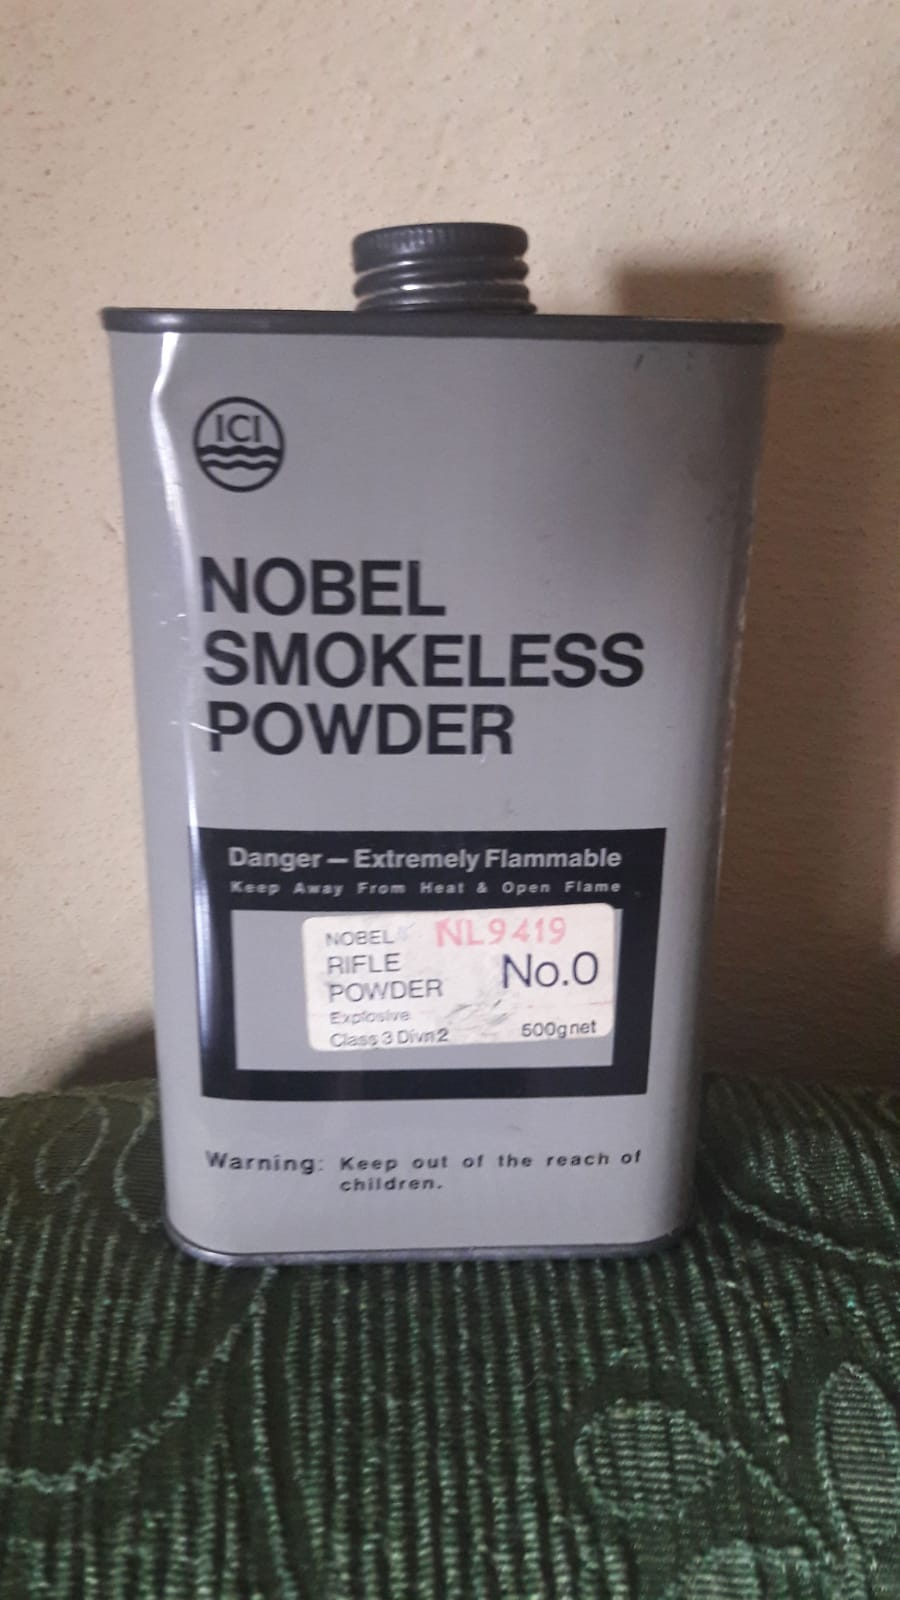 ICI
NOBEL
SMOKELESS
POWDER
Danger — Extremely Flammable
Keep Away From Heat & Open Flame
NOBEL NL9419
RIFLE No.0
POWDER
Explosive
Class 3 Divn 2 500g net
Warning: Keep out of the reach of
children.